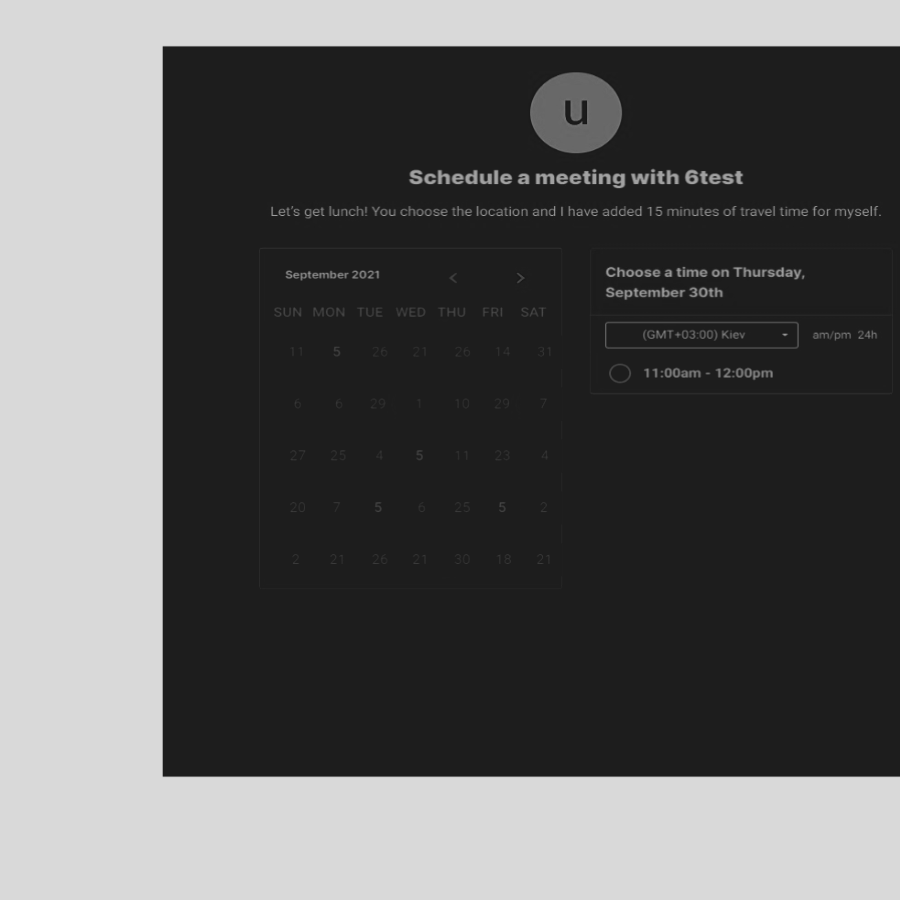 u
Schedule a meeting with 6test
Let's get lunch! You choose the location and I have added 15 minutes of travel time for myself.
September 2021 < >
SUN MON TUE WED THU FRI SAT
11 5 26 21 26 14 31
6 6 29 1 10 29 7
27 25 4 5 11 23 4
20 7 5 6 25 5 2
2 21 26 21 30 18 21
Choose a time on Thursday,
September 30th
(GMT+03:00) Kiev am/pm 24h
11:00am - 12:00pm